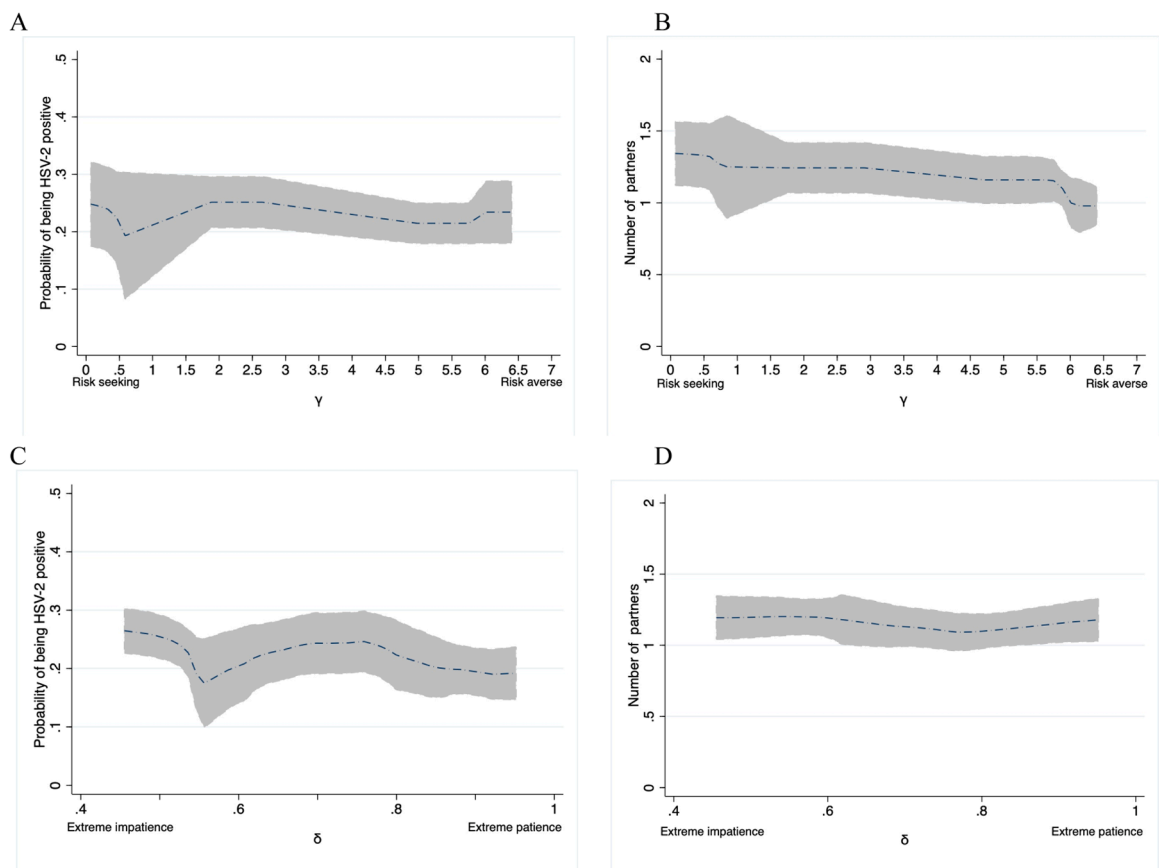 A
Probability of being HSV-2 positive
.5
.4
.3
.2
.1
0
0 .5 1 1.5 2 2.5 3 3.5 4 4.5 5 5.5 6 6.5 7
Risk seeking Risk averse
γ
B
Number of partners
2
1.5
1
.5
0
0 .5 1 1.5 2 2.5 3 3.5 4 4.5 5 5.5 6 6.5 7
Risk seeking Risk averse
γ
C
Probability of being HSV-2 positive
.5
.4
.3
.2
.1
0
.4 .6 .8 1
Extreme impatience Extreme patience
δ
D
Number of partners
2
1.5
1
.5
0
.4 .6 .8 1
Extreme impatience Extreme patience
δ